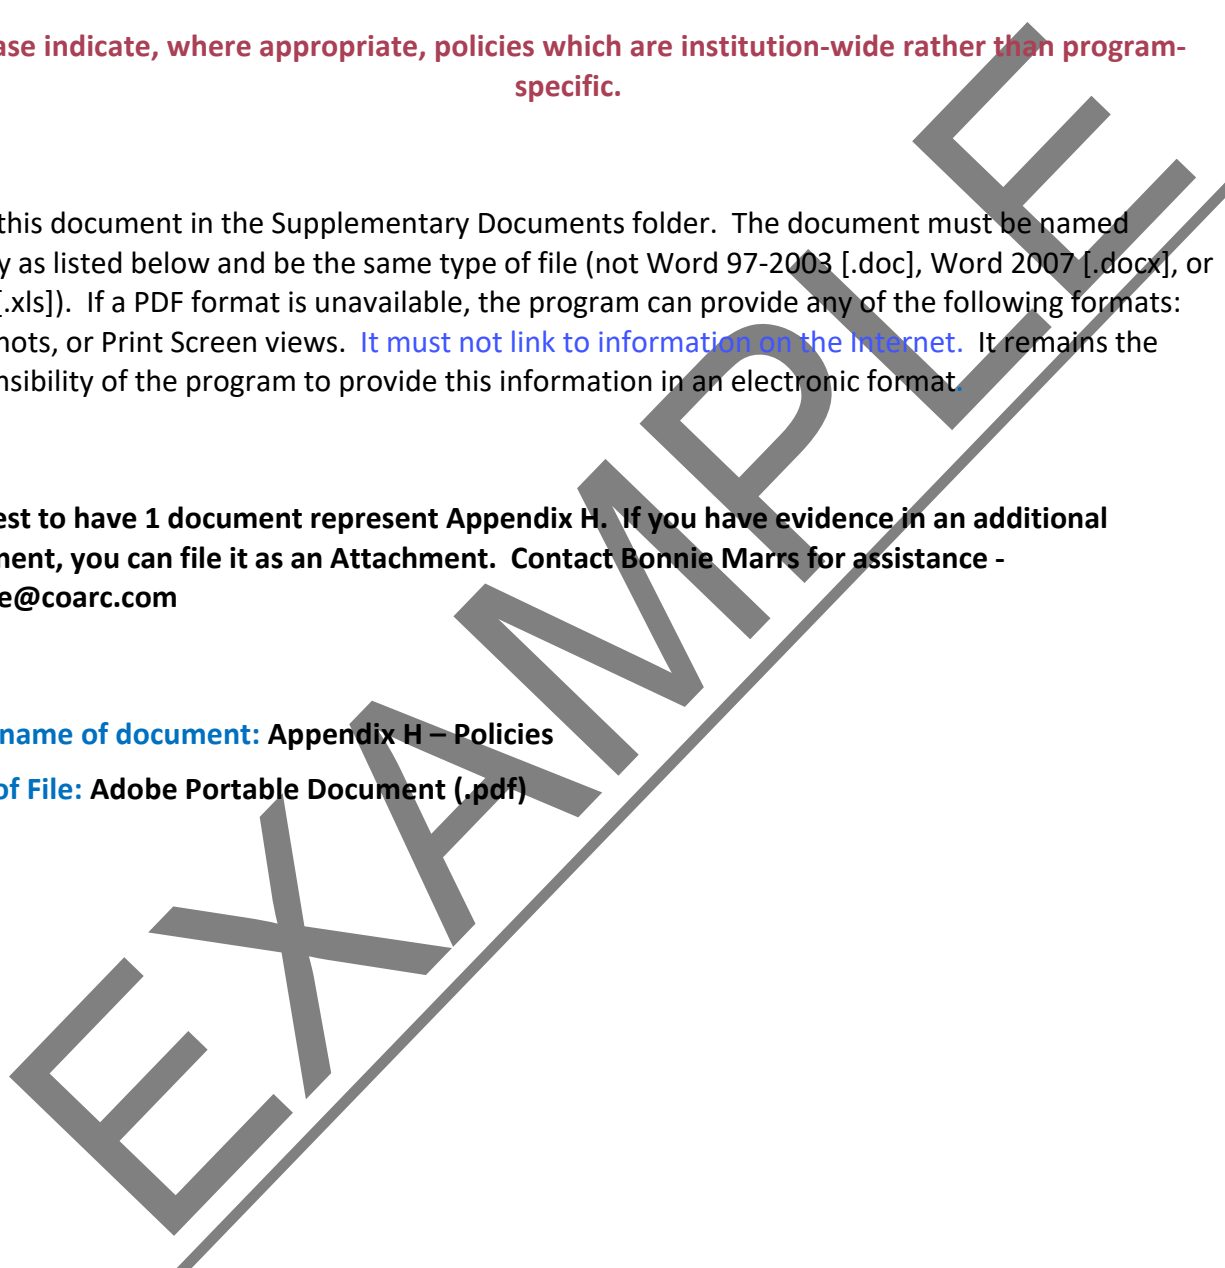 ase indicate, where appropriate, policies which are institution-wide rather than program-
specific.
this document in the Supplementary Documents folder.  The document must be named
y as listed below and be the same type of file (not Word 97-2003 [.doc], Word 2007 [.docx], or
[.xls]).  If a PDF format is unavailable, the program can provide any of the following formats:
hots, or Print Screen views.  It must not link to information on the Internet.  It remains the
nsibility of the program to provide this information in an electronic format.
est to have 1 document represent Appendix H.  If you have evidence in an additional
ment, you can file it as an Attachment.  Contact Bonnie Marrs for assistance -
e@coarc.com
name of document: Appendix H – Policies
of File: Adobe Portable Document (.pdf)
EXAMPLE